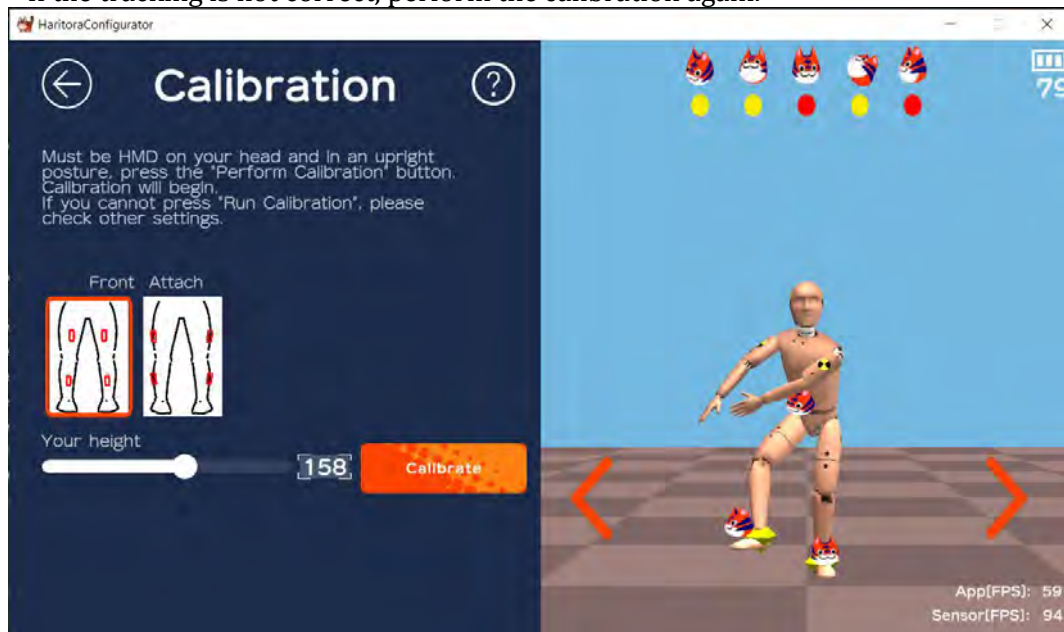 If the tracking is not correct, perform the calibration again.
HaritoraConfigurator
Calibration
?
Must be HMD on your head and in an upright
posture, press the "Perform Calibration" button.
Calibration will begin.
If you cannot press "Run Calibration", please
check other settings.
Front Attach
Your height
158
Calibrate
79
App[FPS]: 59
Sensor[FPS]: 94